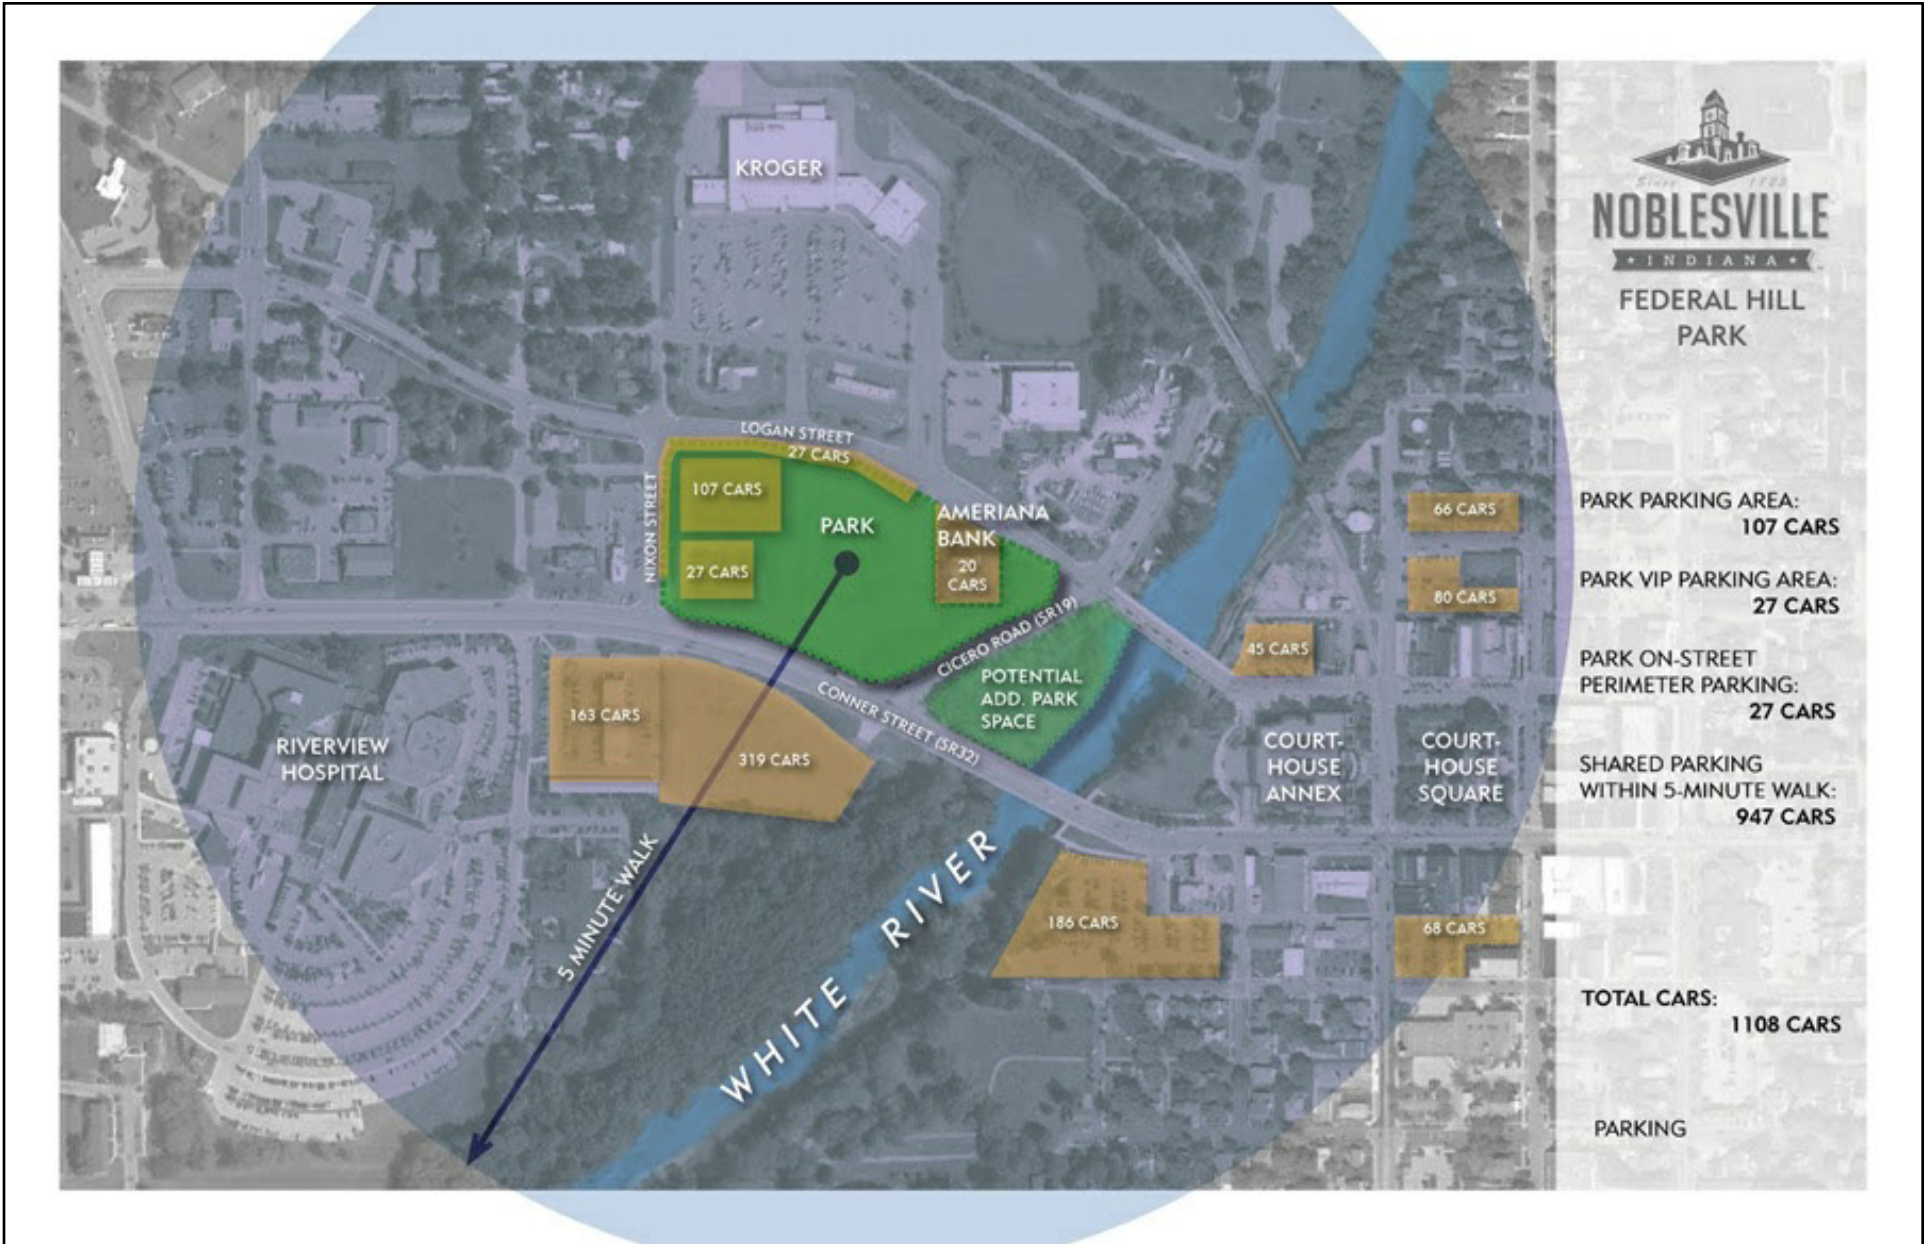 KROGER
LOGAN STREET
27 CARS
NIXON STREET
107 CARS
27 CARS
PARK
AMERIANA
BANK
20
CARS
CICERO ROAD (SR19)
POTENTIAL
ADD. PARK
SPACE
CONNER STREET (SR32)
163 CARS
319 CARS
RIVERVIEW
HOSPITAL
5 MINUTE WALK
WHITE RIVER
66 CARS
80 CARS
45 CARS
COURT-
HOUSE
ANNEX
COURT-
HOUSE
SQUARE
186 CARS
68 CARS
Since 1823
NOBLESVILLE
INDIANA
FEDERAL HILL
PARK
PARK PARKING AREA:
107 CARS
PARK VIP PARKING AREA:
27 CARS
PARK ON-STREET
PERIMETER PARKING:
27 CARS
SHARED PARKING
WITHIN 5-MINUTE WALK:
947 CARS
TOTAL CARS:
1108 CARS
PARKING